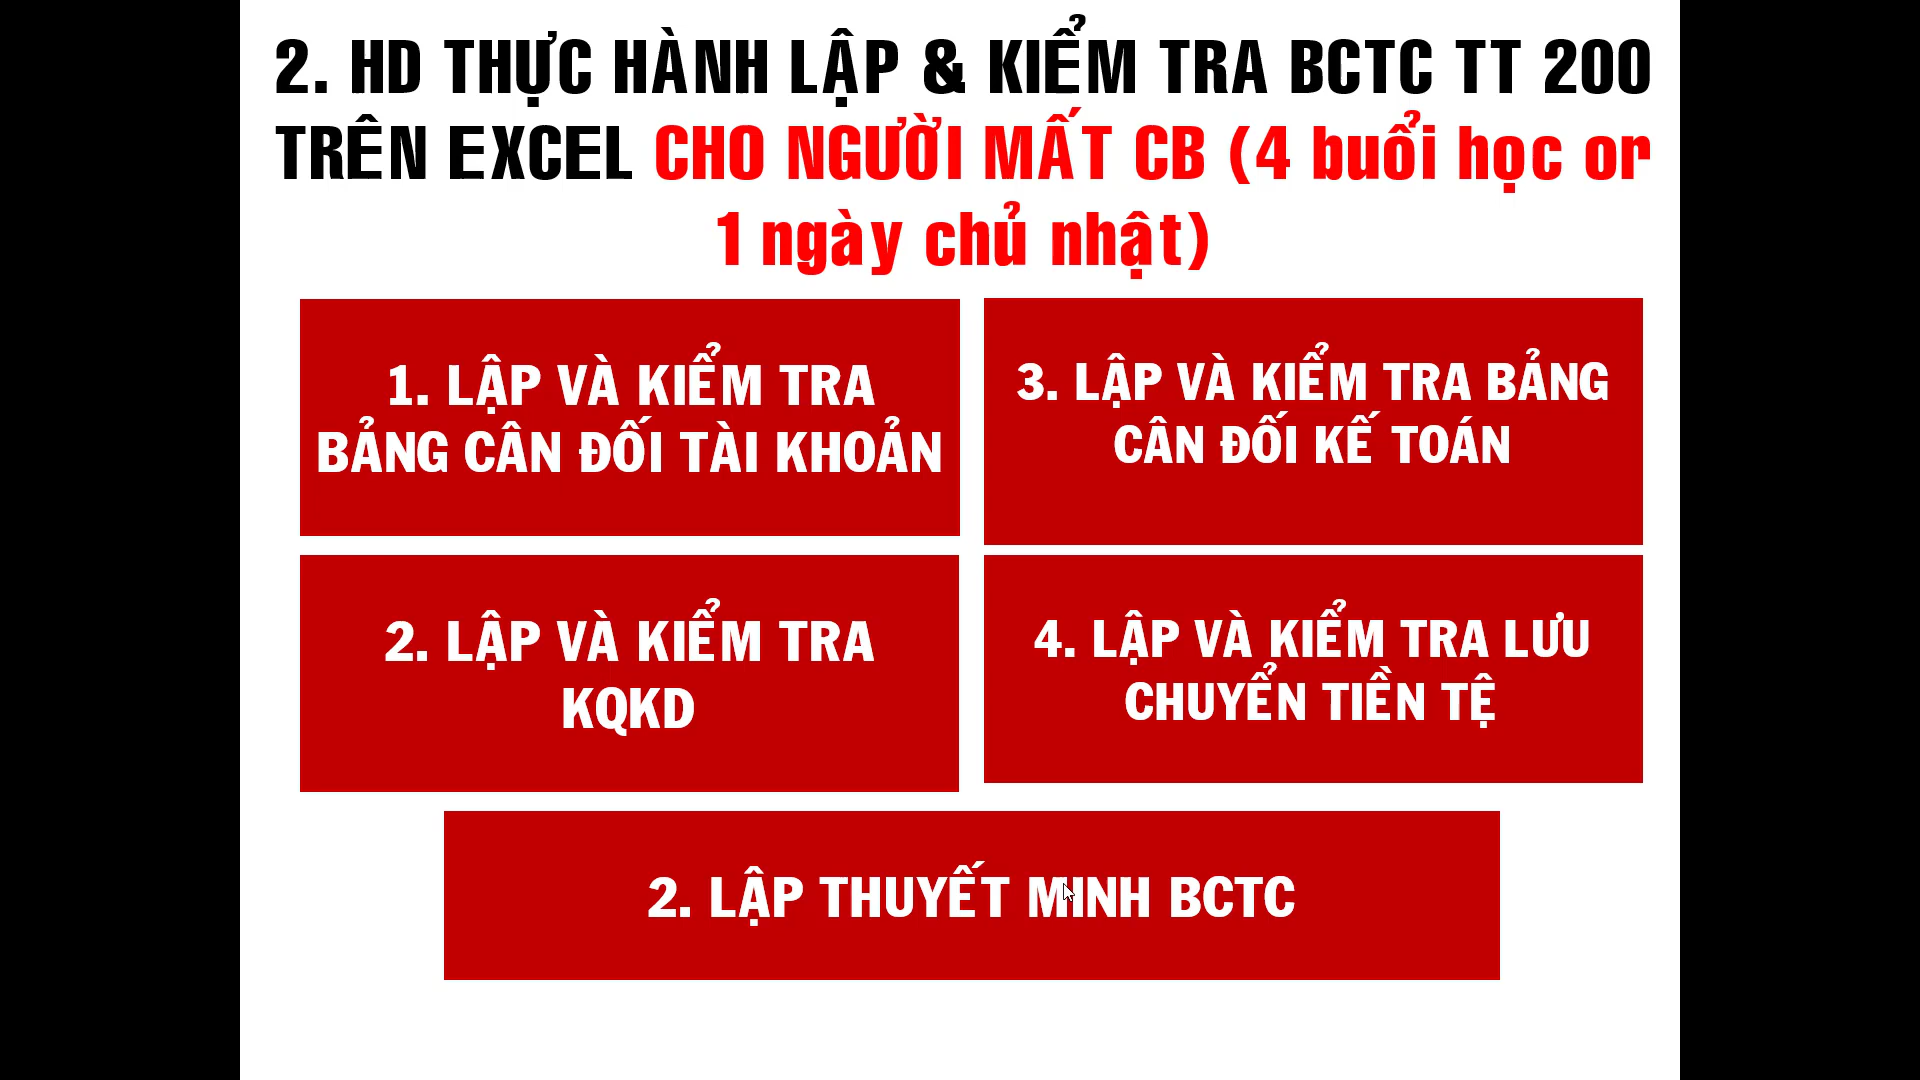 2. HD THỰC HÀNH LẬP & KIỂM TRA BCTC TT 200
TRÊN EXCEL CHO NGƯỜI MẤT CB (4 buổi học or
1 ngày chủ nhật)
1. LẬP VÀ KIỂM TRA
BẢNG CÂN ĐỐI TÀI KHOẢN
2. LẬP VÀ KIỂM TRA
KQKD
3. LẬP VÀ KIỂM TRA BẢNG
CÂN ĐỐI KẾ TOÁN
4. LẬP VÀ KIỂM TRA LƯU
CHUYỂN TIỀN TỆ
2. LẬP THUYẾT MINH BCTC